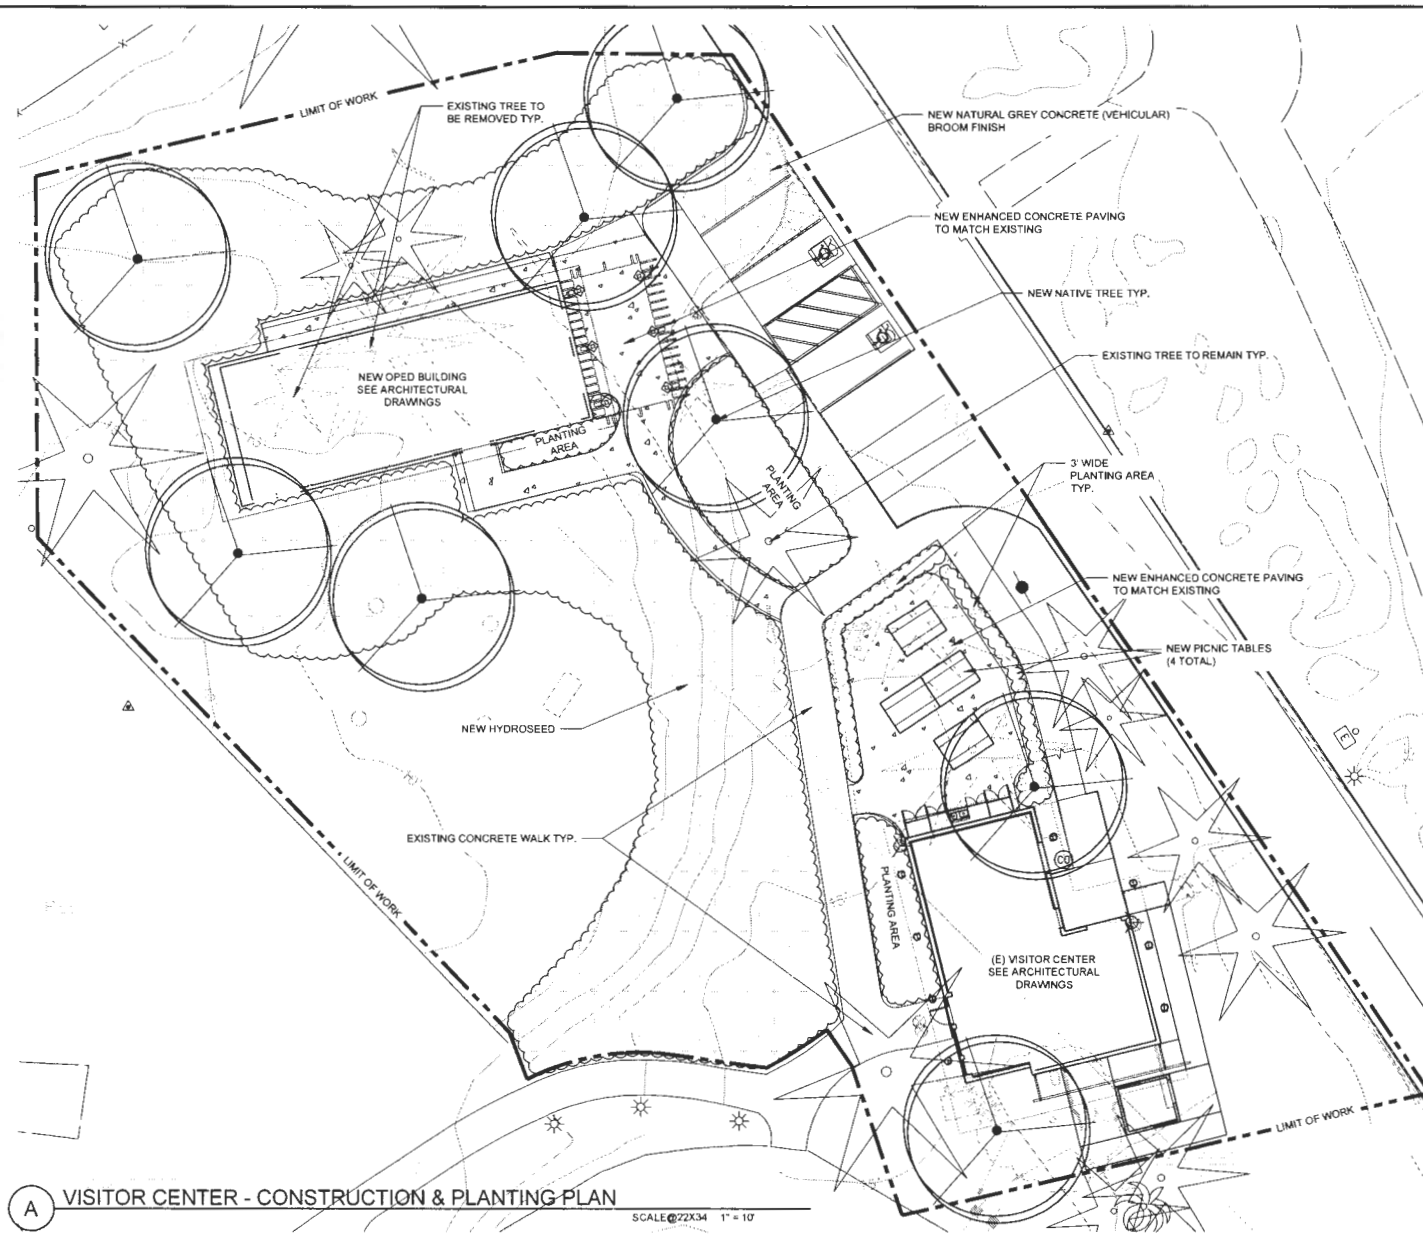 LIMIT OF WORK
EXISTING TREE TO
BE REMOVED TYP.
NEW NATURAL GREY CONCRETE (VEHICULAR)
BROOM FINISH
NEW ENHANCED CONCRETE PAVING
TO MATCH EXISTING
NEW NATIVE TREE TYP.
EXISTING TREE TO REMAIN TYP.
NEW OPED BUILDING
SEE ARCHITECTURAL
DRAWINGS
PLANTING
AREA
PLANTING
AREA
3' WIDE
PLANTING AREA
TYP.
NEW ENHANCED CONCRETE PAVING
TO MATCH EXISTING
NEW PICNIC TABLES
(4 TOTAL)
NEW HYDROSEED
E
EXISTING CONCRETE WALK TYP.
CO
LIMIT OF WORK
PLANTING AREA
(E) VISITOR CENTER
SEE ARCHITECTURAL
DRAWINGS
LIMIT OF WORK
A
VISITOR CENTER - CONSTRUCTION & PLANTING PLAN
SCALE@22X34 1" = 10'